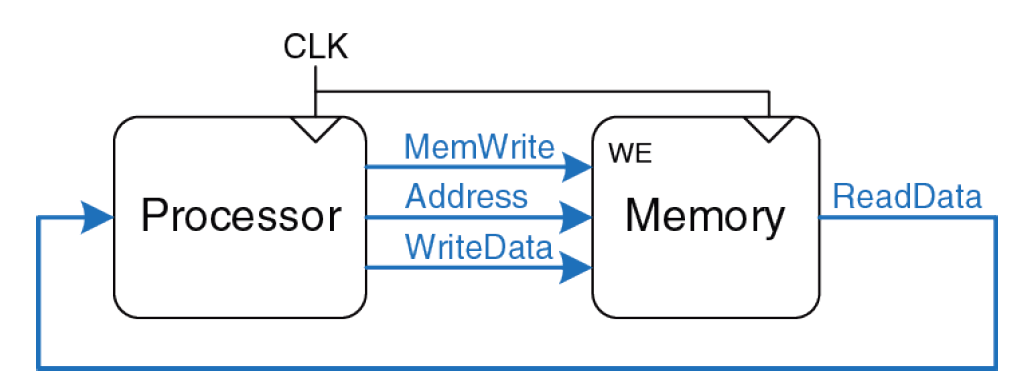 CLK
MemWrite
WE
Address
ReadData
Processor
Memory
WriteData